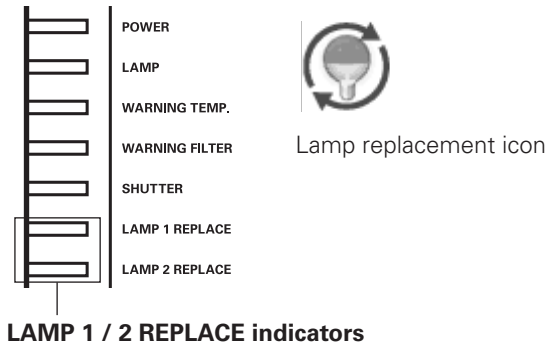 POWER
LAMP
WARNING TEMP.
WARNING FILTER
SHUTTER
LAMP 1 REPLACE
LAMP 2 REPLACE
Lamp replacement icon
LAMP 1 / 2 REPLACE indicators